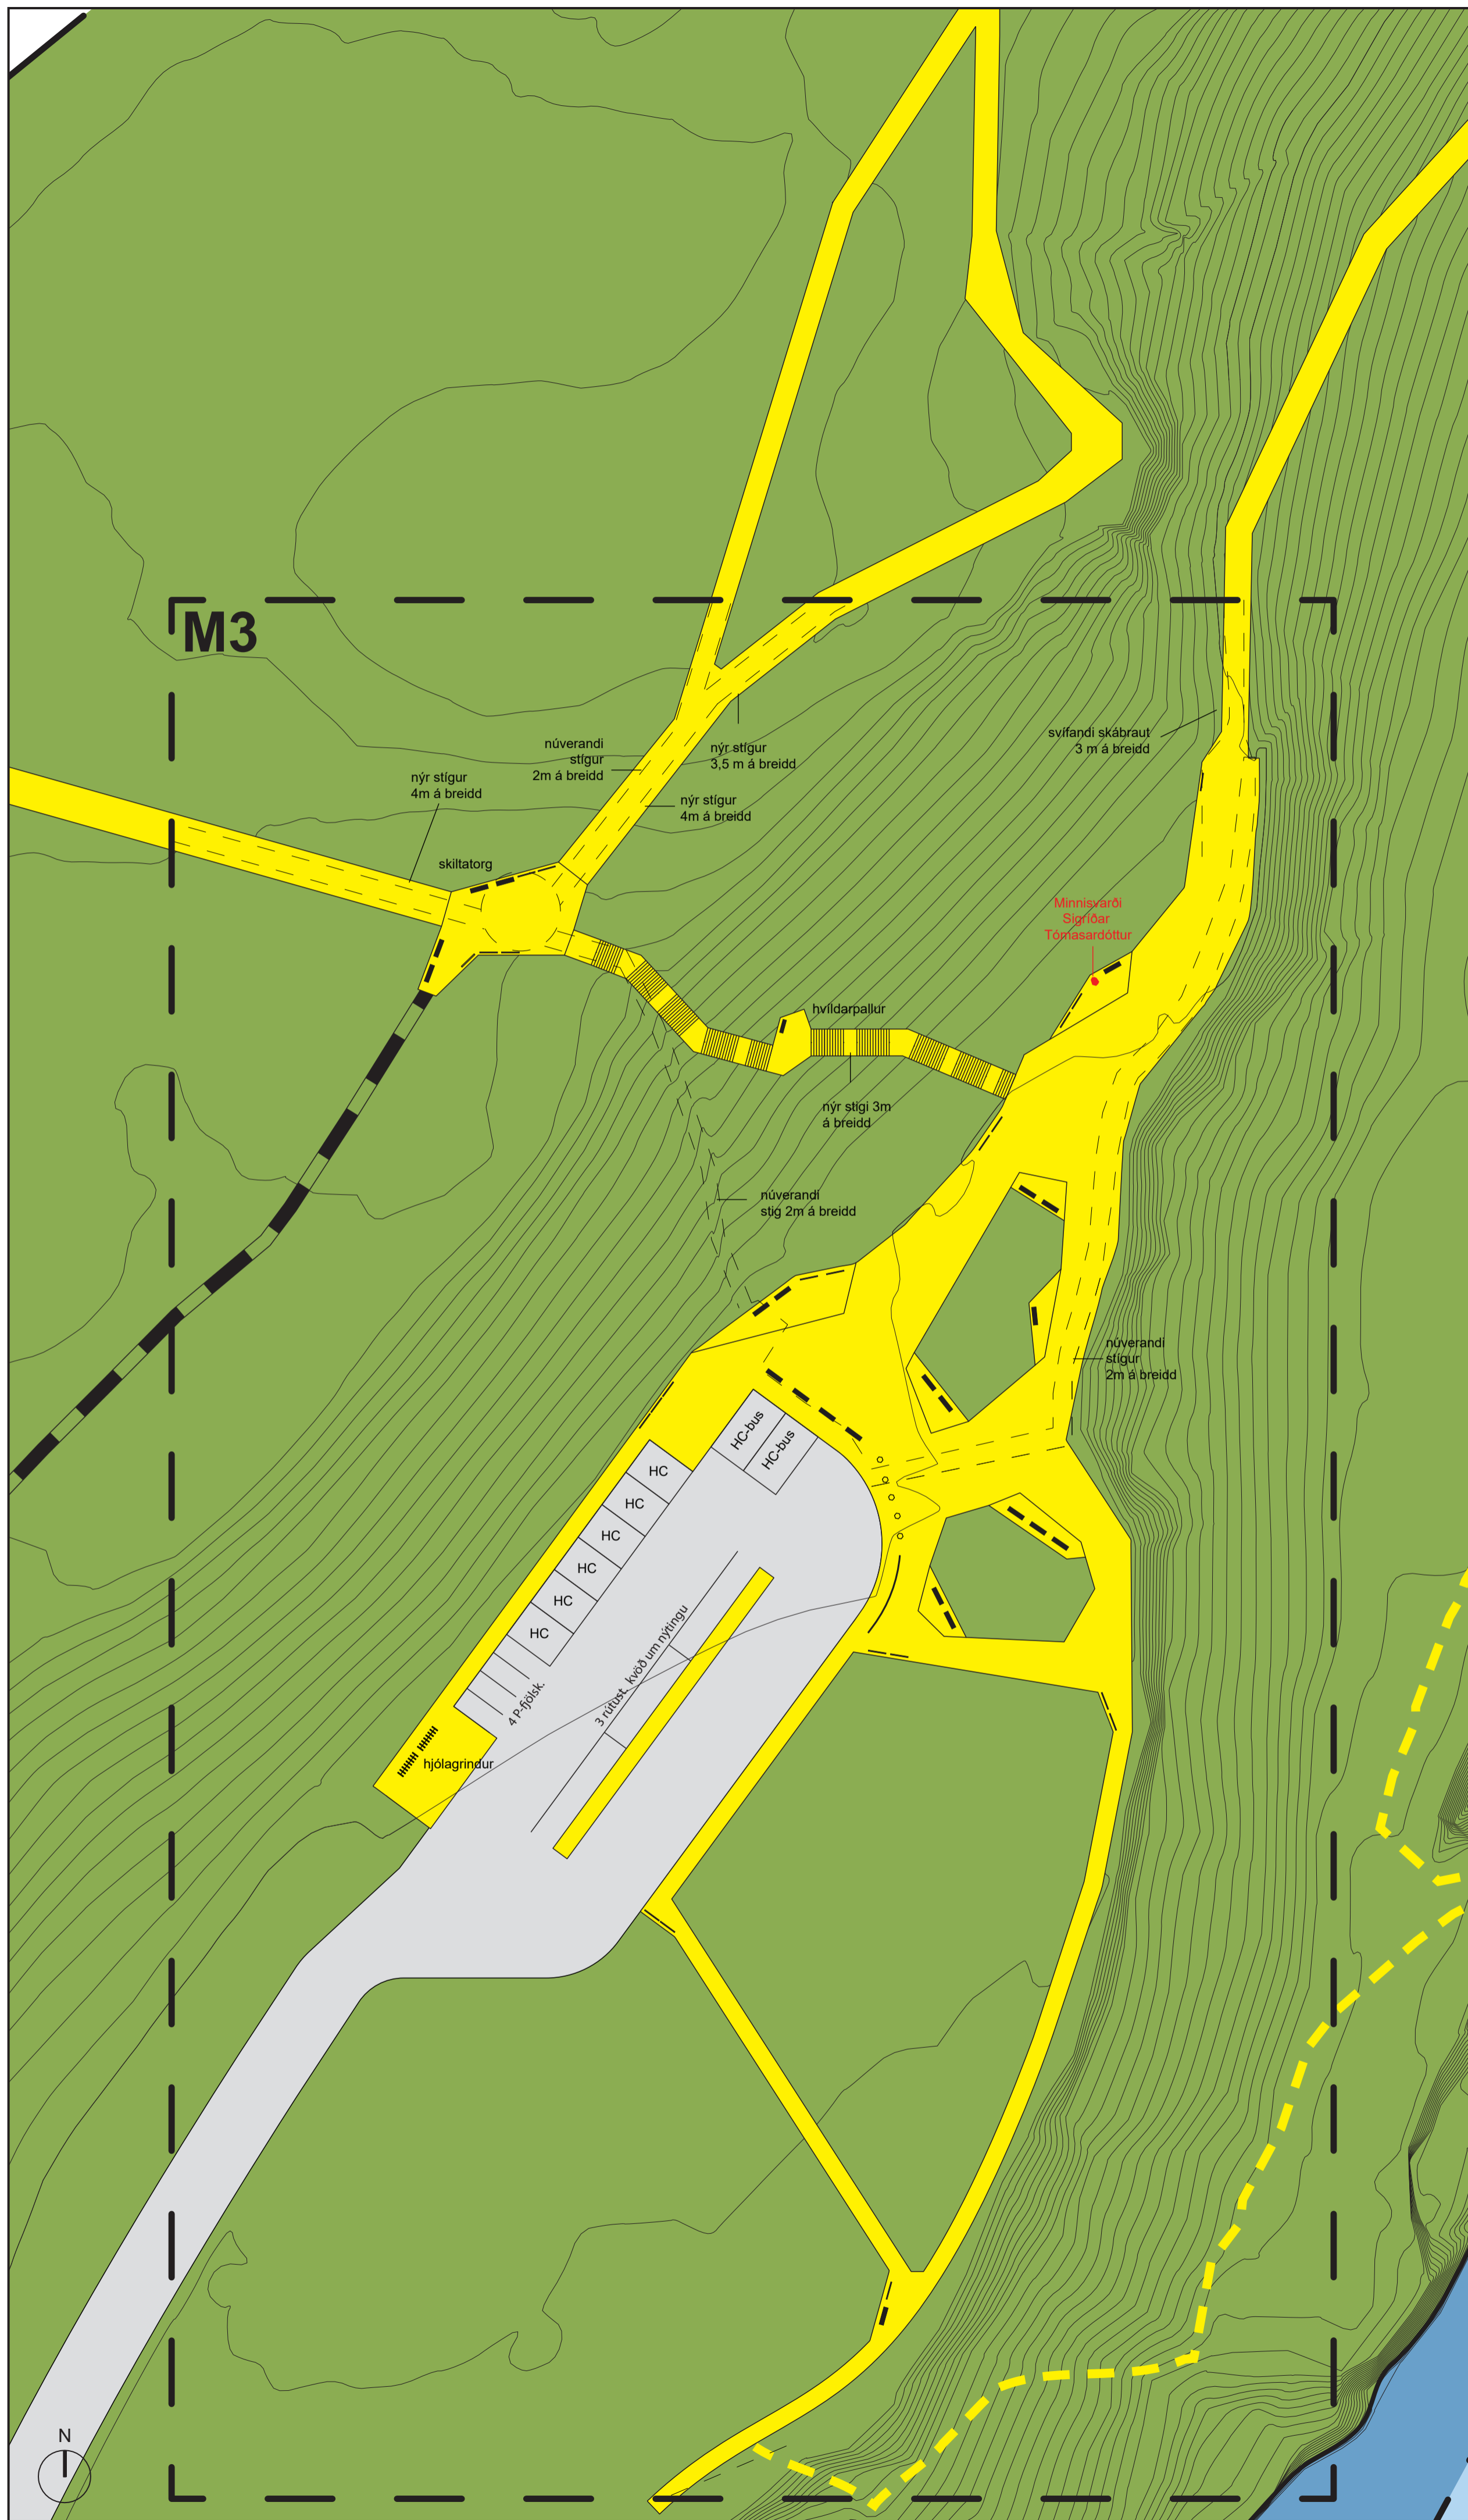 M3
núverandi
stígur
2m á breidd
nýr stígur
3,5 m á breidd
svífandi skábraut
3 m á breidd
nýr stígur
4m á breidd
nýr stígur
4m á breidd
skiltatorg
Minnisvarði
Sigríðar
Tómasardóttur
hvíldarpallur
nýr stigi 3m
á breidd
núverandi
stig 2m á breidd
núverandi
stígur
2m á breidd
HC-bus
HC-bus
HC
HC
HC
HC
HC
HC
4 P-fjölsk.
3 rútust. kvöð um nýtingu
hjólagrindur
N